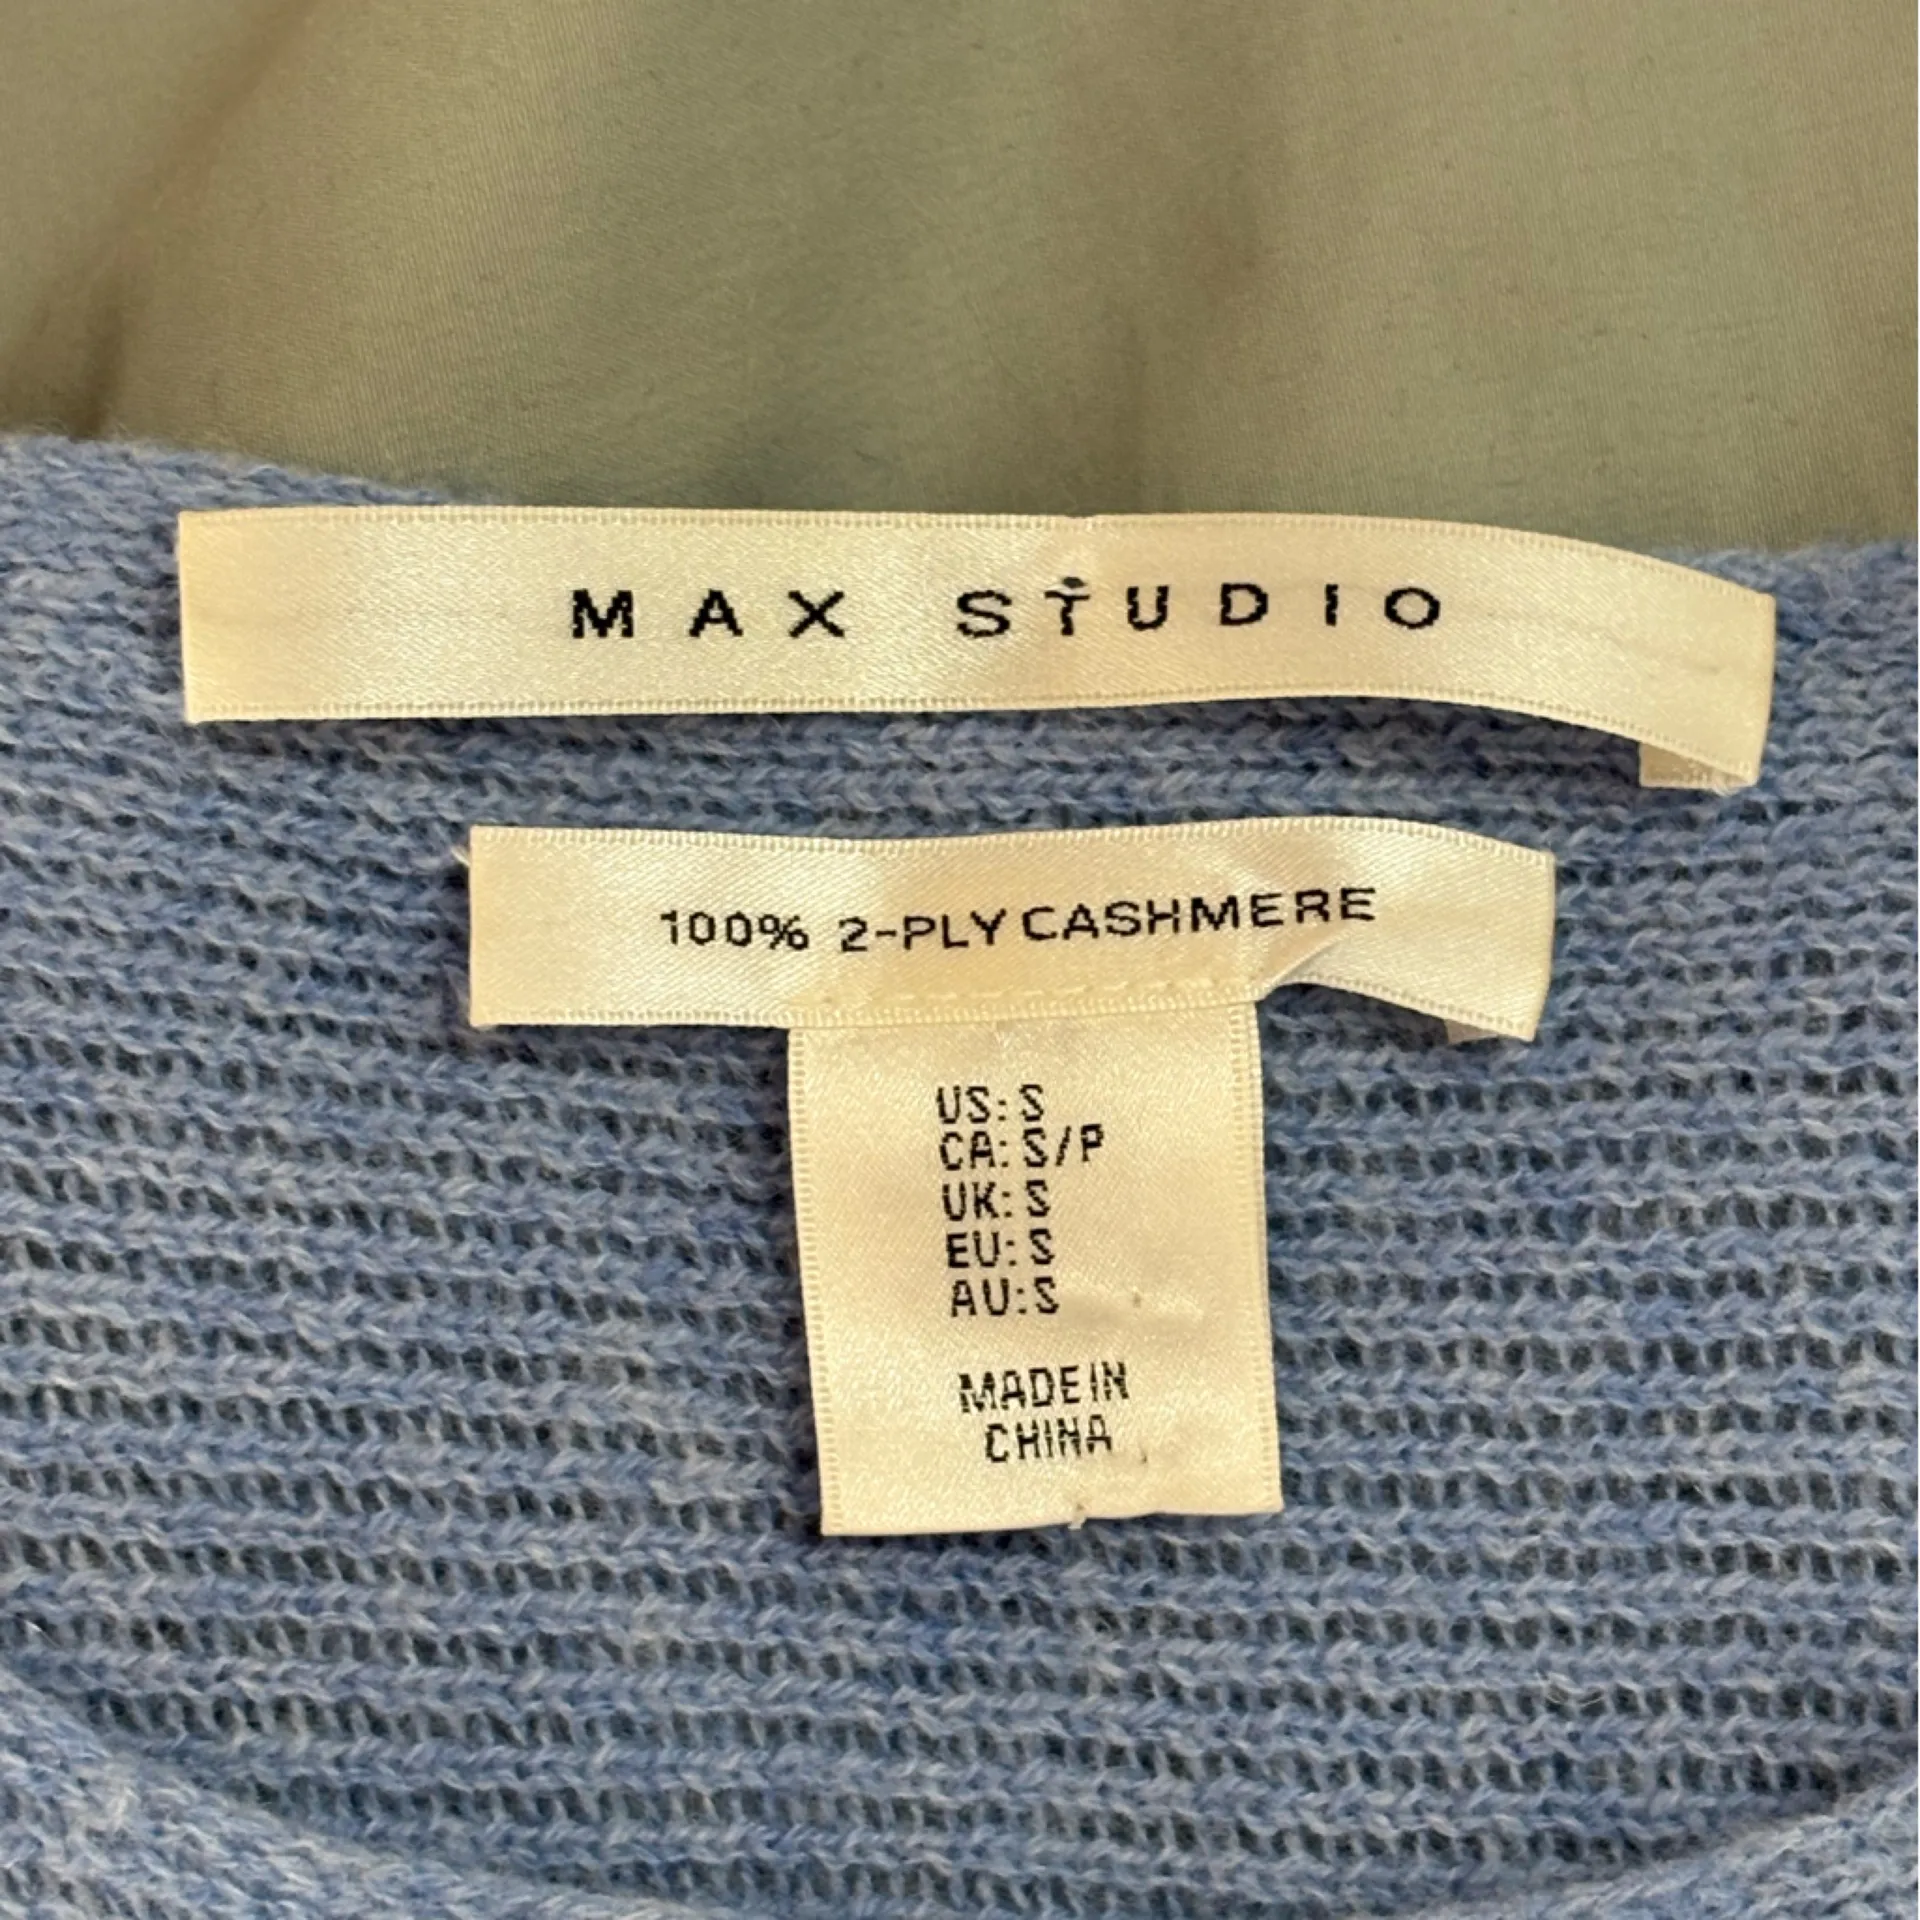 MAX STUDIO
100% 2-PLY CASHMERE
US: S
CA: S/P
UK: S
EU: S
AU: S
MADE IN
CHINA